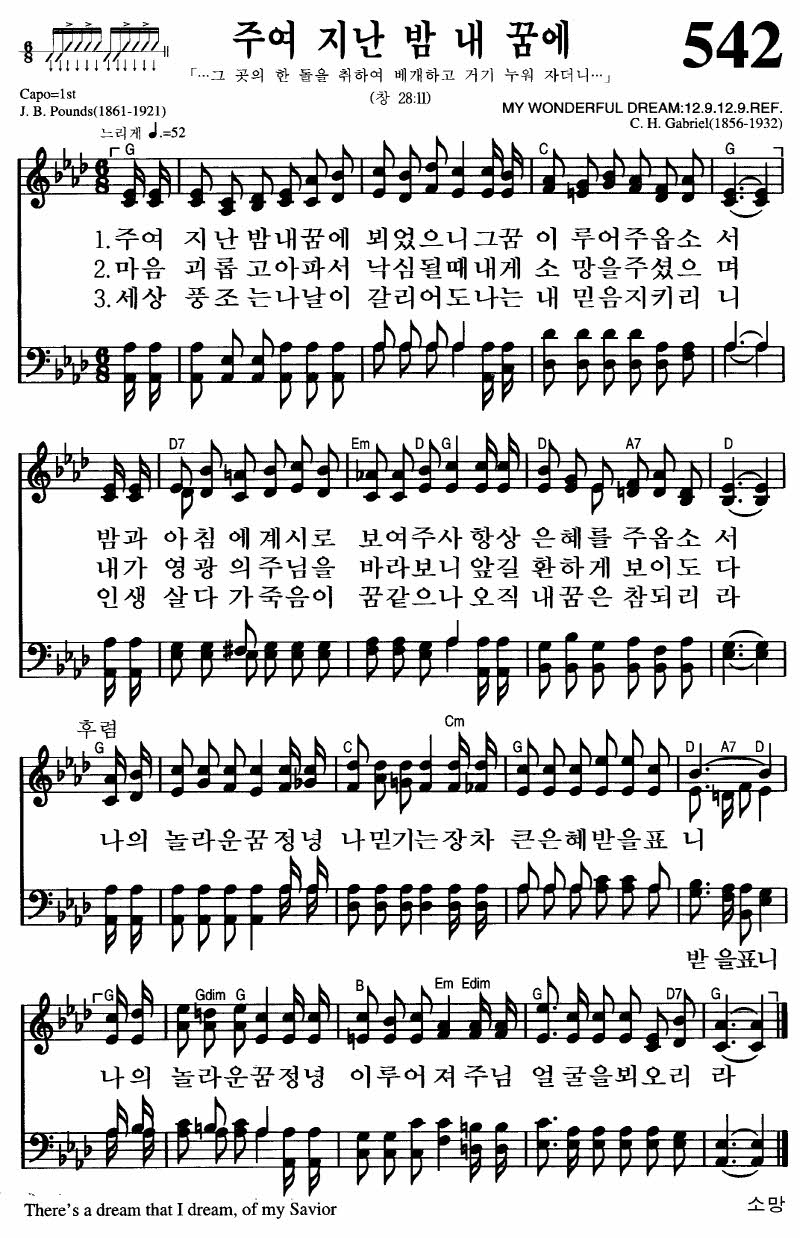 주여 지난 밤 내 꿈에
542
「…그 곳의 한 돌을 취하여 베개하고 거기 누워 자더니…」
(창 28:11)
Capo=1st
J. B. Pounds(1861-1921)
MY WONDERFUL DREAM:12.9.12.9.REF.
C. H. Gabriel(1856-1932)
느리게 ♩.=52
G C G
6/8
1.주여 지난밤내꿈에 뵈었으니그꿈 이 루어주옵소 서
2.마음 괴롭고아파서 낙심될때내게 소 망을주셨으 며
3.세상 풍조는나날이 갈리어도나는 내 믿음지키리 니
D7 Em D G D A7 D
밤과 아침에계시로 보여주사항상 은혜를 주옵소서
내가 영광의주님을 바라보니앞길 환하게 보이도다
인생 살다가죽음이 꿈같으나오직 내꿈은 참되리라
후렴
G C Cm G D A7 D
나의 놀라운꿈정녕 나믿기는장차 큰은혜받을표 니
받 을표니
G Gdim G B Em Edim G D7 G
나의 놀라운꿈정녕 이루어져주님 얼굴을뵈오리 라
There's a dream that I dream, of my Savior
소망